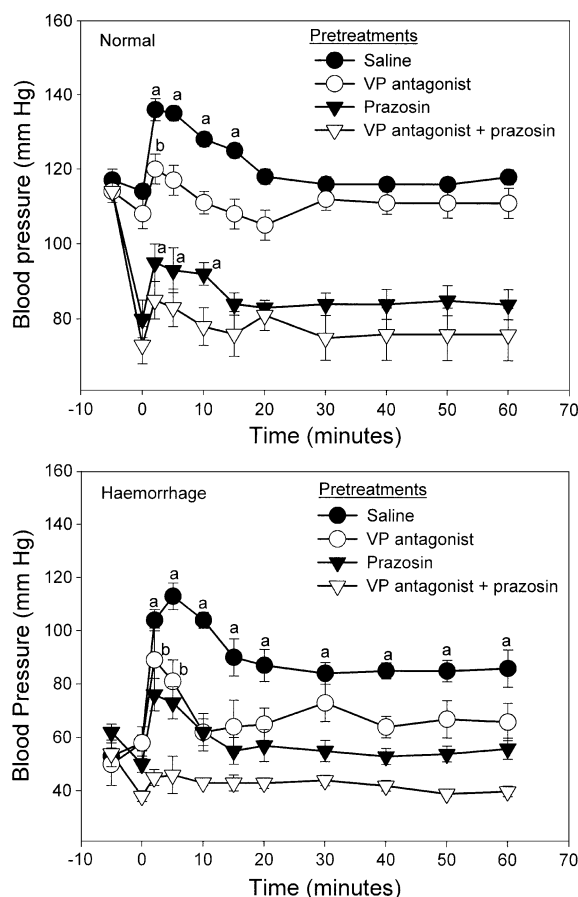 160
Normal
Pretreatments
Saline
VP antagonist
Prazosin
VP antagonist + prazosin
140
120
100
80
Blood pressure (mm Hg)
a a
a
a
b
a
a
a
-10 0 10 20 30 40 50 60 70
Time (minutes)
160
Haemorrhage
Pretreatments
Saline
VP antagonist
Prazosin
VP antagonist + prazosin
140
120
100
80
60
40
Blood Pressure (mm Hg)
a
a
a
a
a
a
a
a
a
b
b
-10 0 10 20 30 40 50 60 70
Time (minutes)